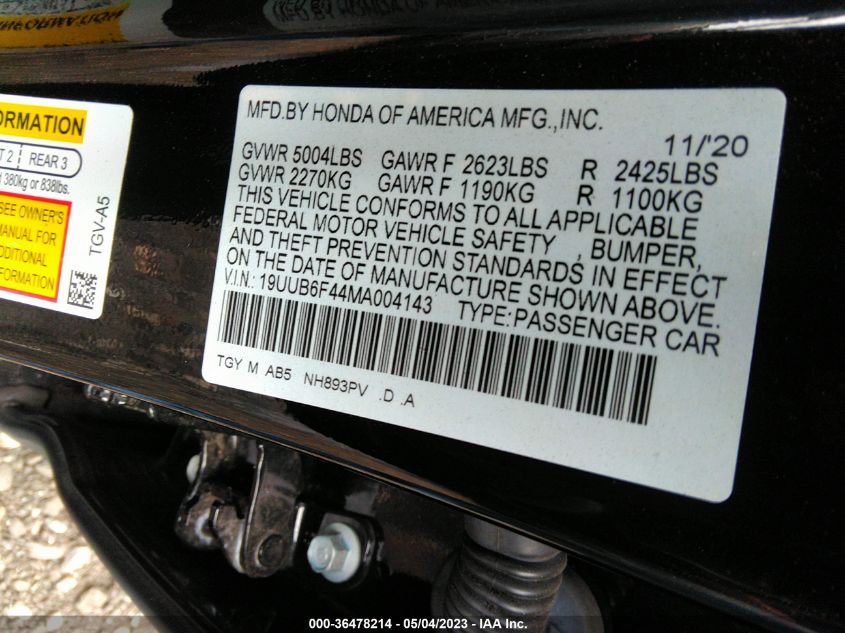 ORMATION
T 2 REAR 3
380kg or 838lbs.
SEE OWNER'S
MANUAL FOR
ADDITIONAL
FORMATION
TGV-A5
MFD.BY HONDA OF AMERICA MFG.,INC.
11/'20
GVWR 5004LBS GAWR F 2623LBS R 2425LBS
GVWR 2270KG GAWR F 1190KG R 1100KG
THIS VEHICLE CONFORMS TO ALL APPLICABLE
FEDERAL MOTOR VEHICLE SAFETY , BUMPER,
AND THEFT PREVENTION STANDARDS IN EFFECT
ON THE DATE OF MANUFACTURE SHOWN ABOVE.
V.I.N.: 19UUB6F44MA004143 TYPE:PASSENGER CAR
TGY M AB5 NH893PV .D .A
000-36478214 - 05/04/2023 - IAA Inc.